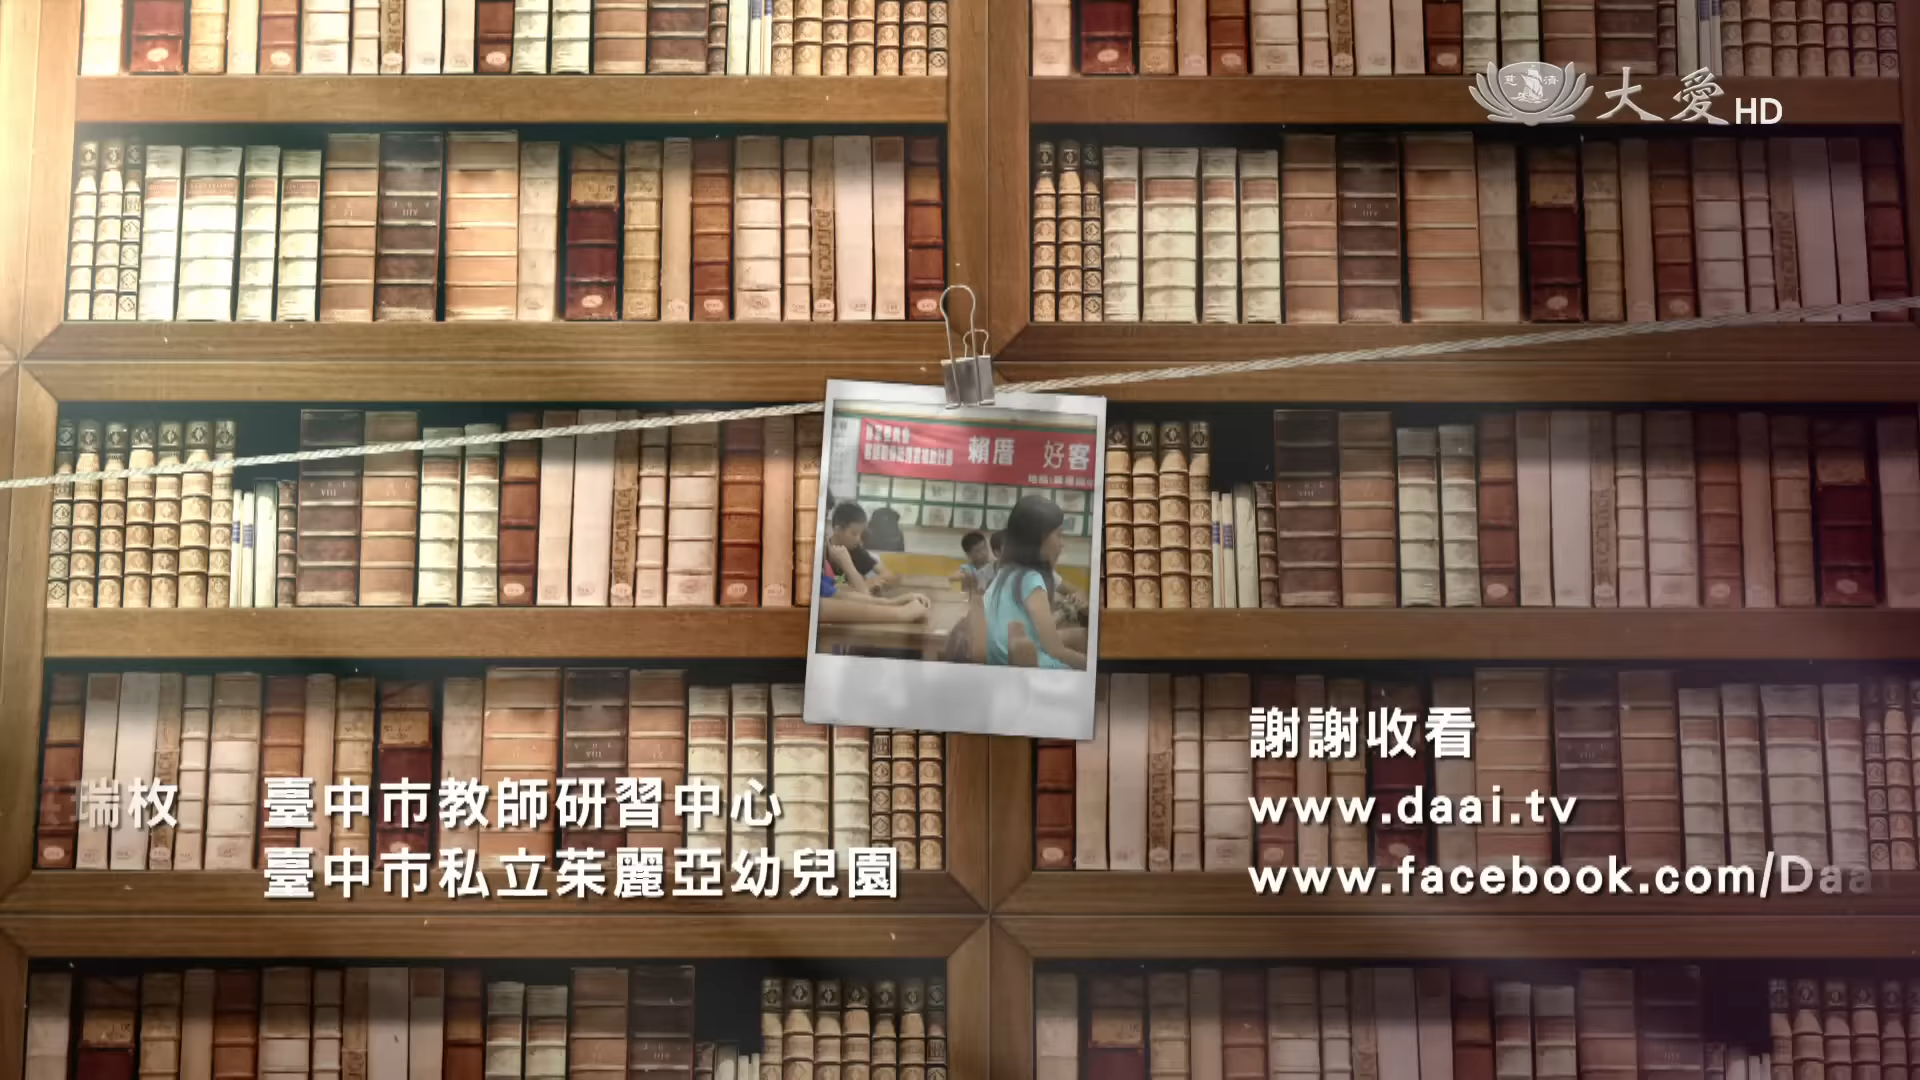 大愛HD
賴厝 好客
瑞枚
臺中市教師研習中心
臺中市私立茱麗亞幼兒園
謝謝收看
www.daai.tv
www.facebook.com/Daa